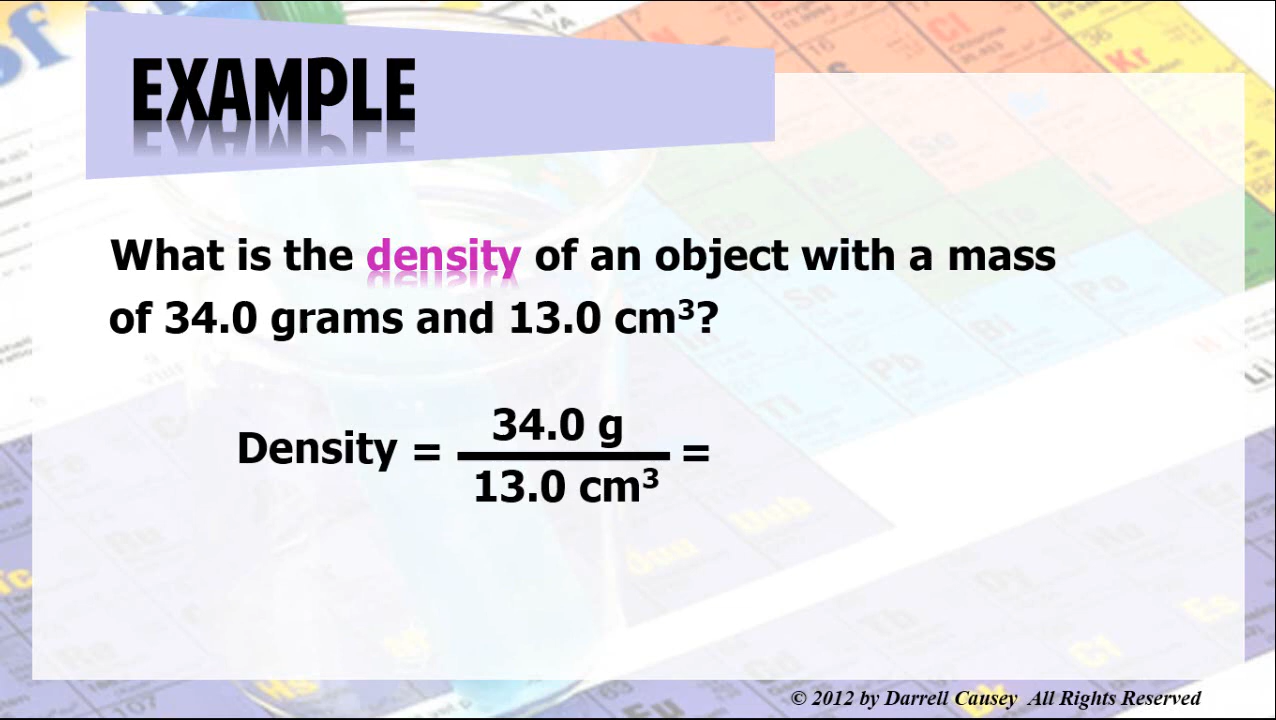 EXAMPLE
What is the density of an object with a mass
of 34.0 grams and 13.0 cm³?
Density = 34.0 g / 13.0 cm³ =
© 2012 by Darrell Causey All Rights Reserved